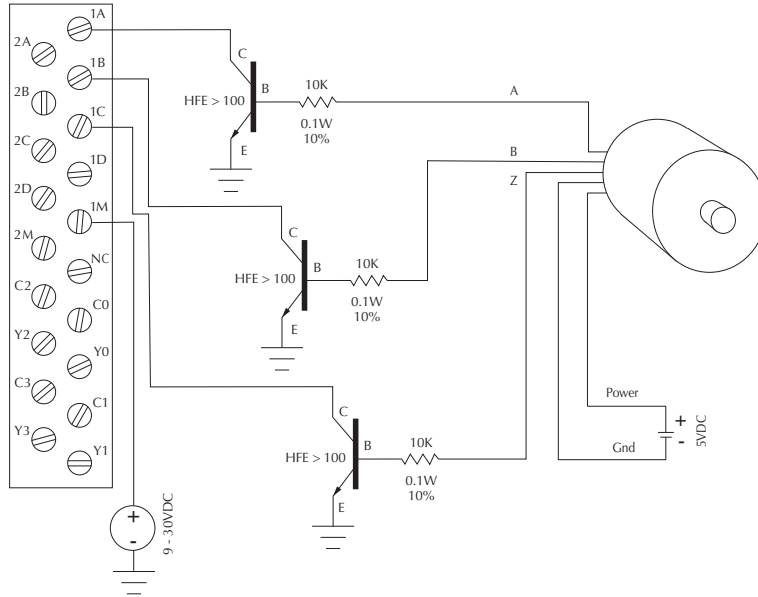 1A
2A
1B
2B
1C
2C
1D
2D
1M
2M
NC
C2
C0
Y2
Y0
C3
C1
Y3
Y1
C
B
HFE > 100
E
10K
0.1W
10%
A
C
B
HFE > 100
E
10K
0.1W
10%
B
Z
C
B
HFE > 100
E
10K
0.1W
10%
Power
Gnd
+
-
5VDC
+
-
9 - 30VDC